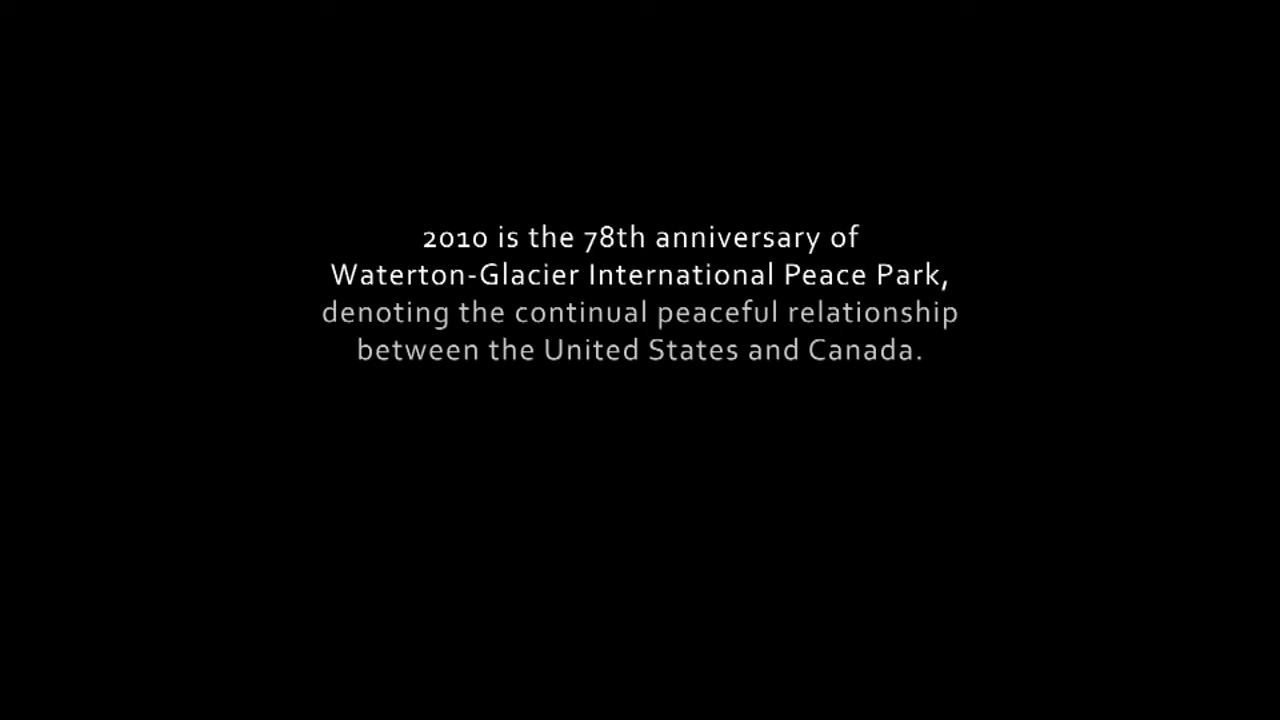 2010 is the 78th anniversary of
Waterton-Glacier International Peace Park,
denoting the continual peaceful relationship
between the United States and Canada.